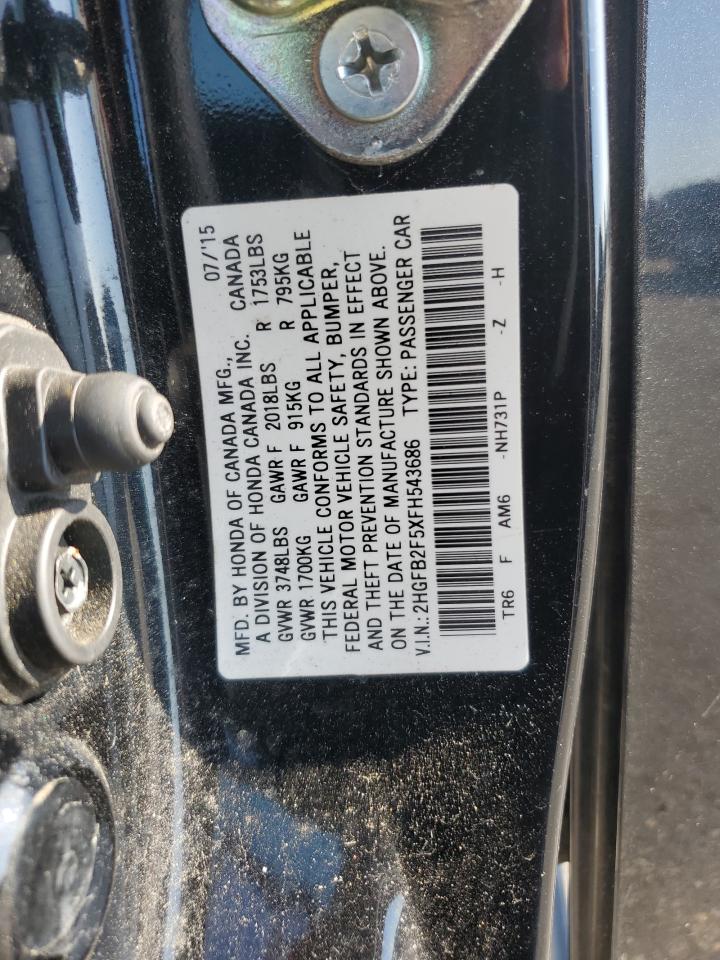 MFD. BY HONDA OF CANADA MFG., 07/'15
A DIVISION OF HONDA CANADA INC. CANADA
GVWR 3748LBS GAWR F 2018LBS R 1753LBS
GVWR 1700KG GAWR F 915KG R 795KG
THIS VEHICLE CONFORMS TO ALL APPLICABLE
FEDERAL MOTOR VEHICLE SAFETY, BUMPER,
AND THEFT PREVENTION STANDARDS IN EFFECT
ON THE DATE OF MANUFACTURE SHOWN ABOVE.
V.I.N.: 2HGFB2F5XFH543686 TYPE: PASSENGER CAR
TR6 F AM6 -NH731P -Z -H